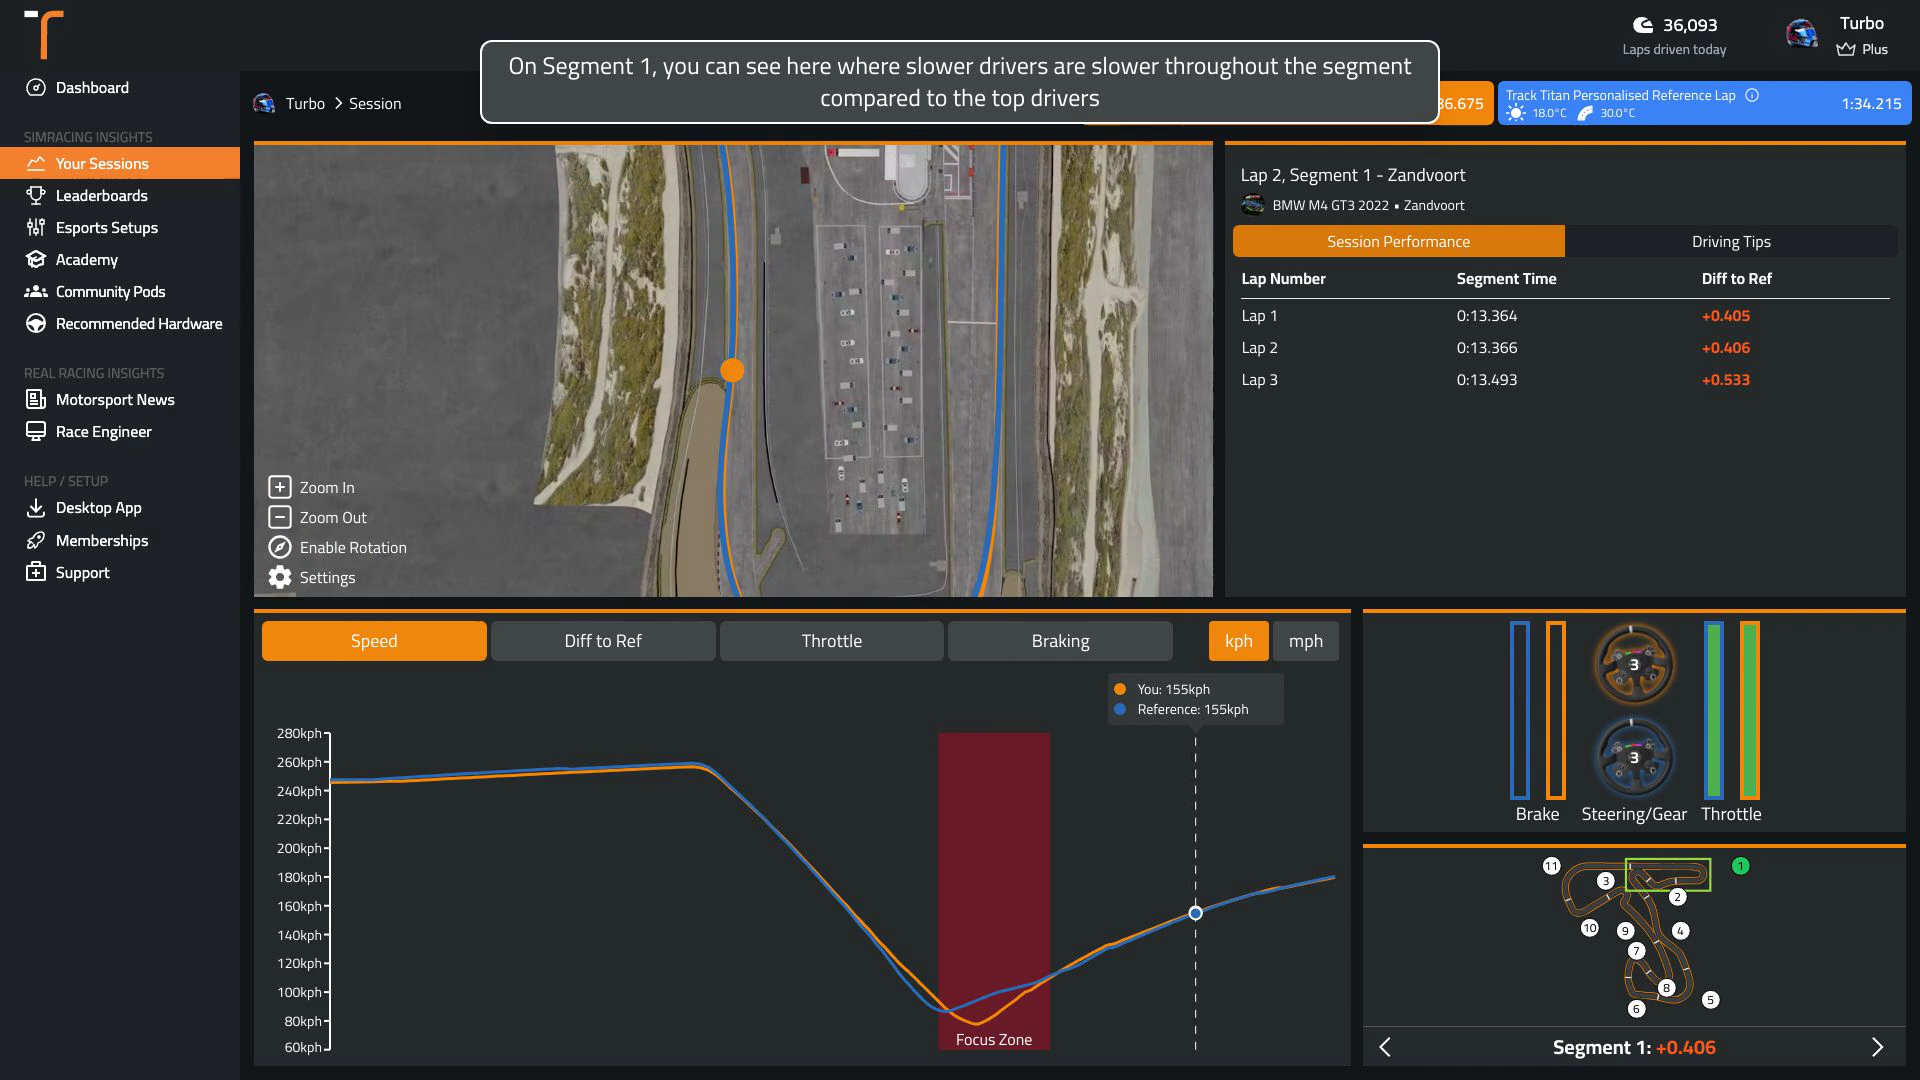 36,093
Laps driven today
Turbo
Plus
On Segment 1, you can see here where slower drivers are slower throughout the segment
compared to the top drivers
Dashboard
SIMRACING INSIGHTS
Your Sessions
Leaderboards
Esports Setups
Academy
Community Pods
Recommended Hardware
REAL RACING INSIGHTS
Motorsport News
Race Engineer
HELP / SETUP
Desktop App
Memberships
Support
Turbo > Session
36.675
Track Titan Personalised Reference Lap
18.0°C 30.0°C
1:34.215
Zoom In
Zoom Out
Enable Rotation
Settings
Lap 2, Segment 1 - Zandvoort
BMW M4 GT3 2022 • Zandvoort
Session Performance Driving Tips
Lap Number Segment Time Diff to Ref
Lap 1 0:13.364 +0.405
Lap 2 0:13.366 +0.406
Lap 3 0:13.493 +0.533
Speed Diff to Ref Throttle Braking kph mph
You: 155kph
Reference: 155kph
280kph
260kph
240kph
220kph
200kph
180kph
160kph
140kph
120kph
100kph
80kph
60kph
Focus Zone
3
3
Brake Steering/Gear Throttle
11
1
3
2
10
9
4
7
8
5
6
Segment 1: +0.406